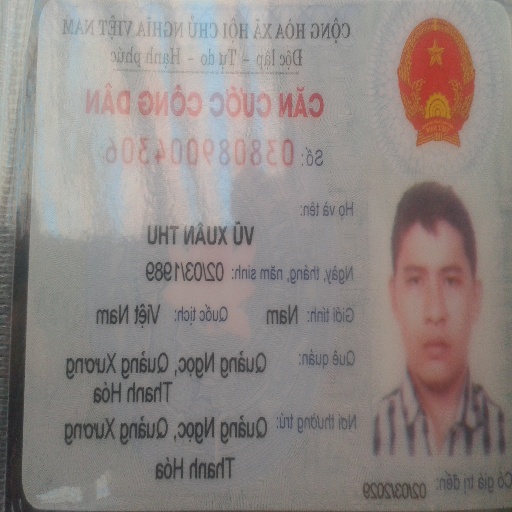 CỘNG HÒA XÃ HỘI CHỦ NGHĨA VIỆT NAM
Độc lập - Tự do - Hạnh phúc
CĂN CƯỚC CÔNG DÂN
Số: 038089004306
Họ và tên:
VŨ XUÂN THU
Ngày, tháng, năm sinh: 02/03/1989
Giới tính: Nam Quốc tịch: Việt Nam
Quê quán: Quảng Ngọc, Quảng Xương
Thanh Hóa
Nơi thường trú: Quảng Ngọc, Quảng Xương
Thanh Hóa
Có giá trị đến: 02/03/2029